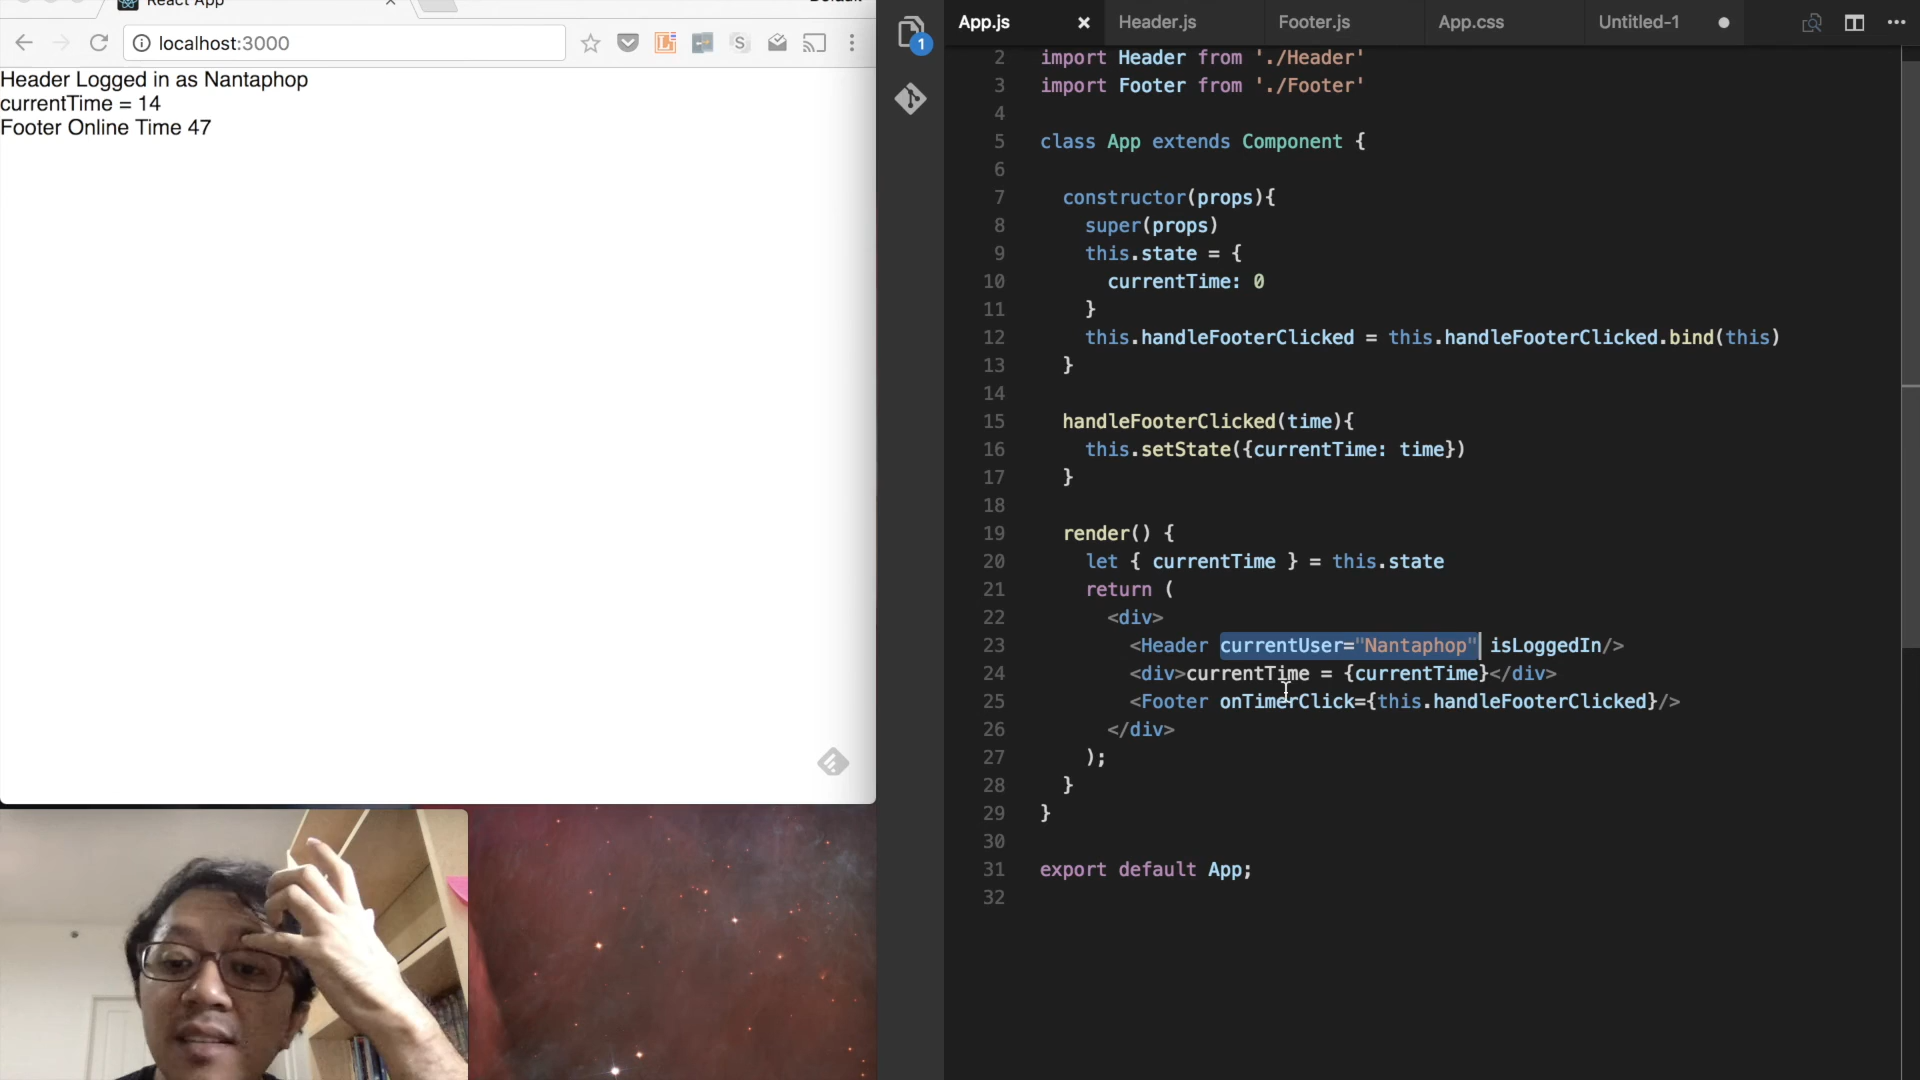 React App
Default
localhost:3000
Header Logged in as Nantaphop
currentTime = 14
Footer Online Time 47
1
App.js
Header.js
Footer.js
App.css
Untitled-1
2 import Header from './Header'
3 import Footer from './Footer'
4
5 class App extends Component {
6
7 constructor(props){
8 super(props)
9 this.state = {
10 currentTime: 0
11 }
12 this.handleFooterClicked = this.handleFooterClicked.bind(this)
13 }
14
15 handleFooterClicked(time){
16 this.setState({currentTime: time})
17 }
18
19 render() {
20 let { currentTime } = this.state
21 return (
22 <div>
23 <Header currentUser="Nantaphop" isLoggedIn/>
24 <div>currentTime = {currentTime}</div>
25 <Footer onTimerClick={this.handleFooterClicked}/>
26 </div>
27 );
28 }
29 }
30
31 export default App;
32